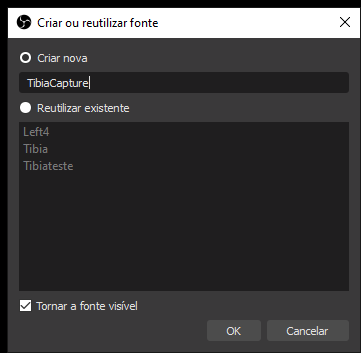 Criar ou reutilizar fonte
Criar nova
TibiaCapture
Reutilizar existente
Left4
Tibia
Tibiateste
Tornar a fonte visível
OK
Cancelar